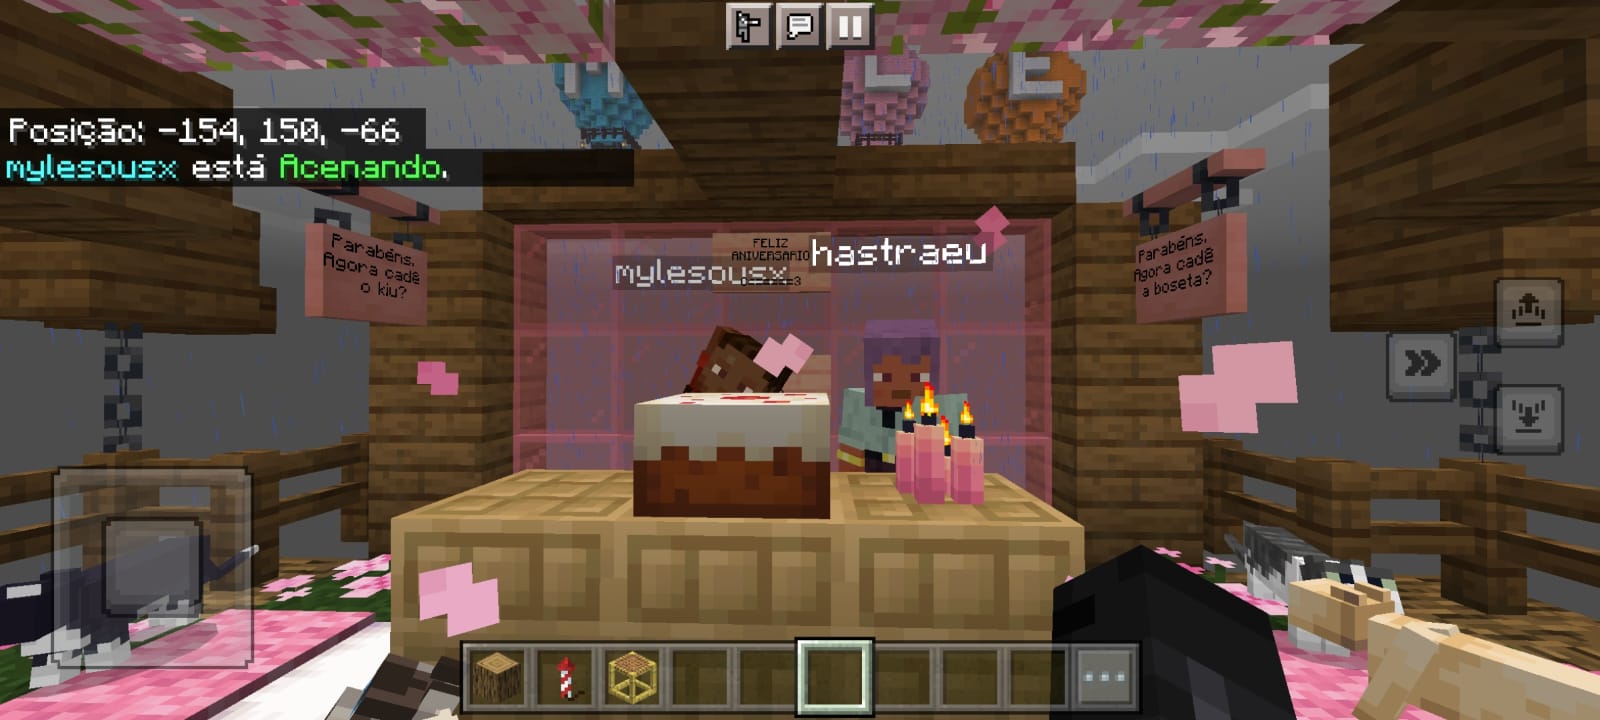 L
E
Posição: -154, 150, -66
mylesousx está Acenando.
Parabéns,
Agora cadê
o kiu?
FELIZ
ANIVERSARIO
mylesousx
hastraeu
Parabéns,
Agora cadê
a boseta?